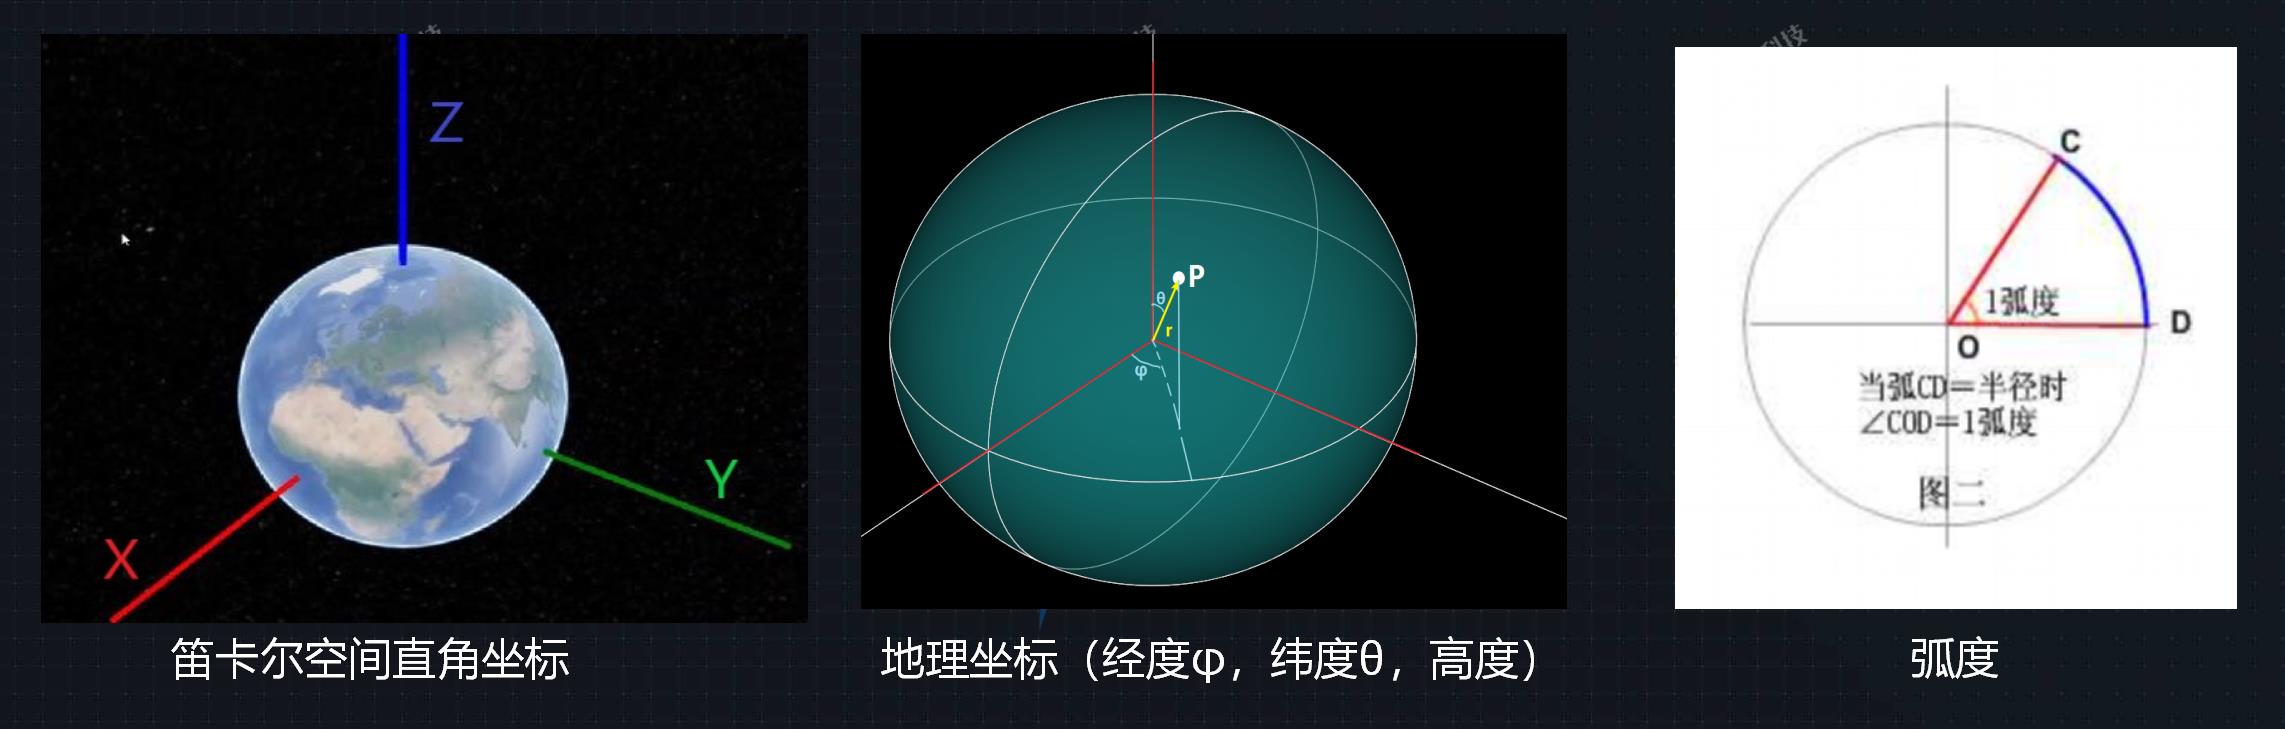 Z
Y
X
笛卡尔空间直角坐标
P
θ
r
φ
地理坐标（经度φ，纬度θ，高度）
科技
C
1弧度
D
O
当弧CD＝半径时
∠COD＝1弧度
图二
弧度